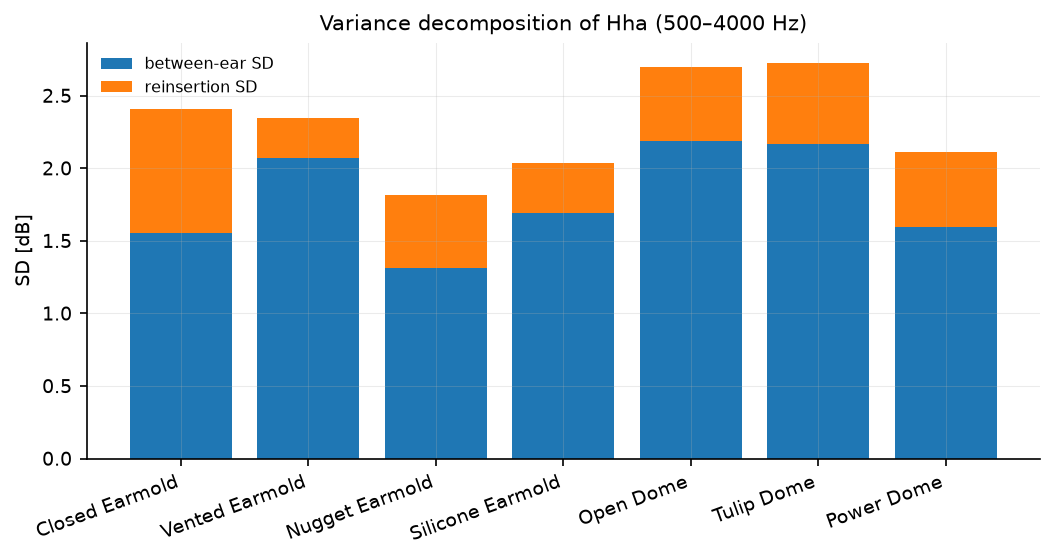 Variance decomposition of Hha (500–4000 Hz)
between-ear SD
reinsertion SD
SD [dB]
2.5
2.0
1.5
1.0
0.5
0.0
Closed Earmold
Vented Earmold
Nugget Earmold
Silicone Earmold
Open Dome
Tulip Dome
Power Dome